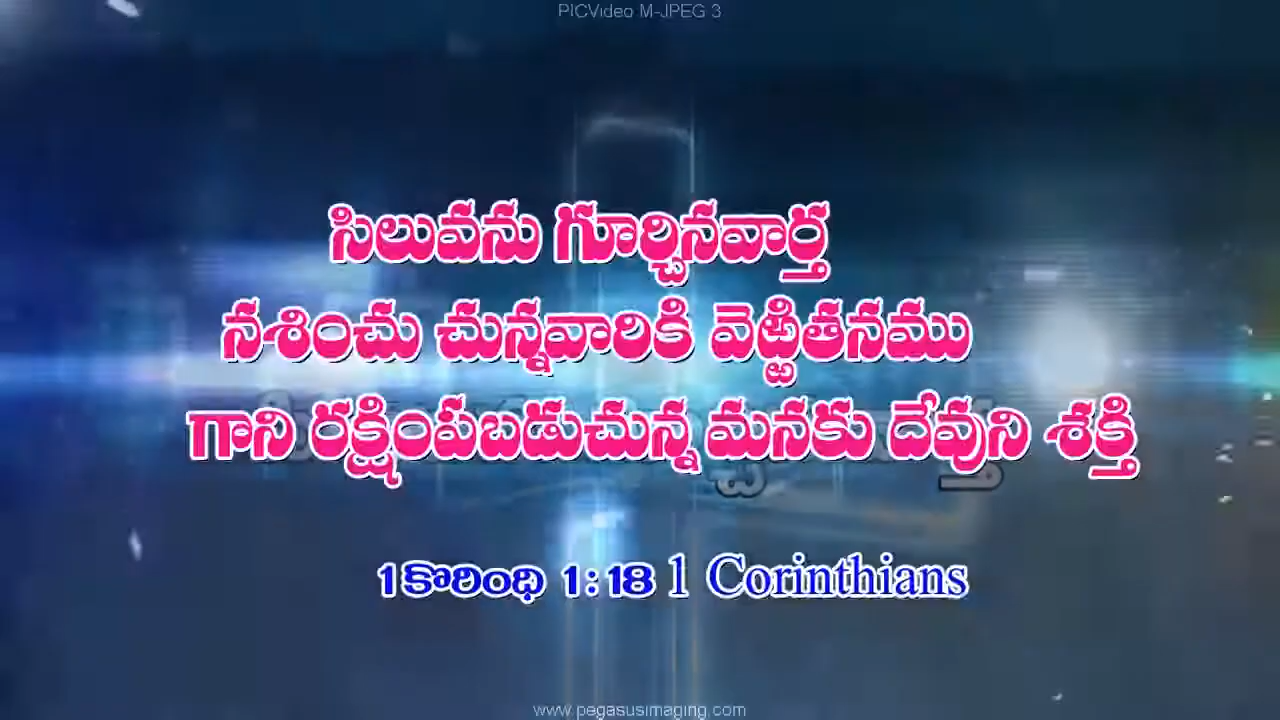 PICVideo M-JPEG 3
సిలువను గూర్చినవార్త
నశించు చున్నవారికి వెఱ్ఱితనము
గాని రక్షింపబడుచున్న మనకు దేవుని శక్తి
1కొరింధి 1:18 1 Corinthians
www.pegasusimaging.com